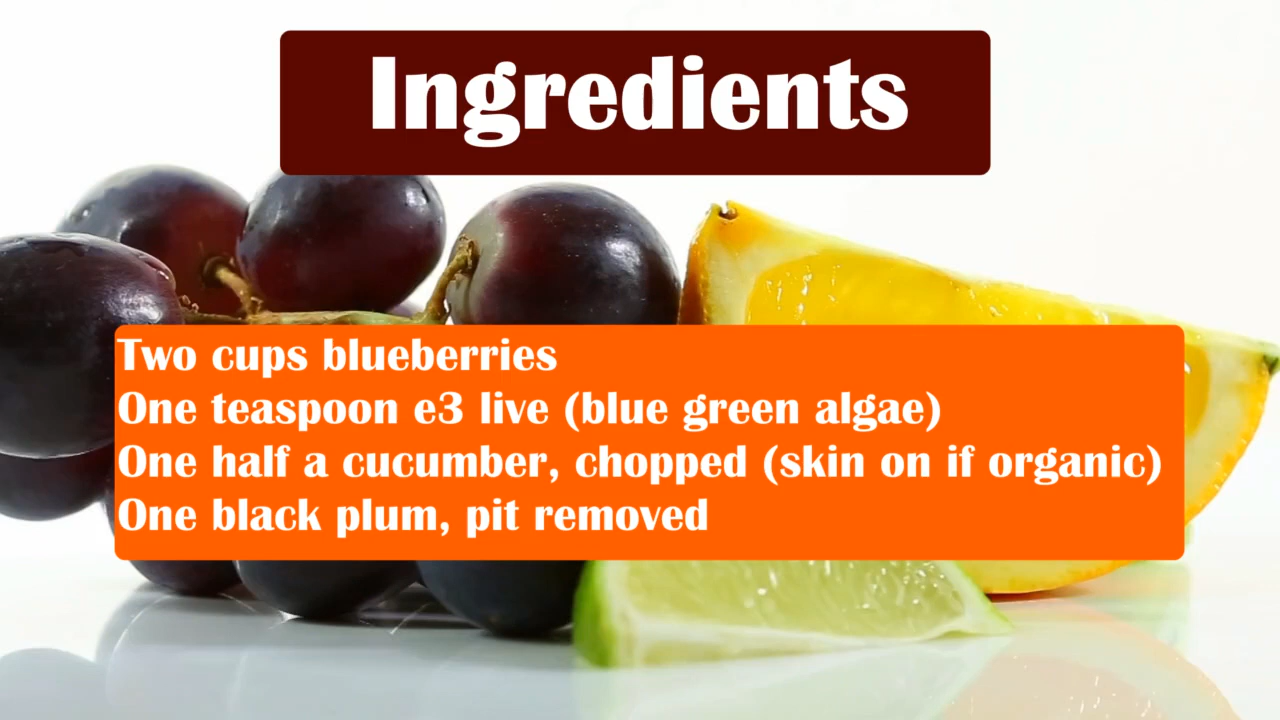 Ingredients
Two cups blueberries
One teaspoon e3 live (blue green algae)
One half a cucumber, chopped (skin on if organic)
One black plum, pit removed